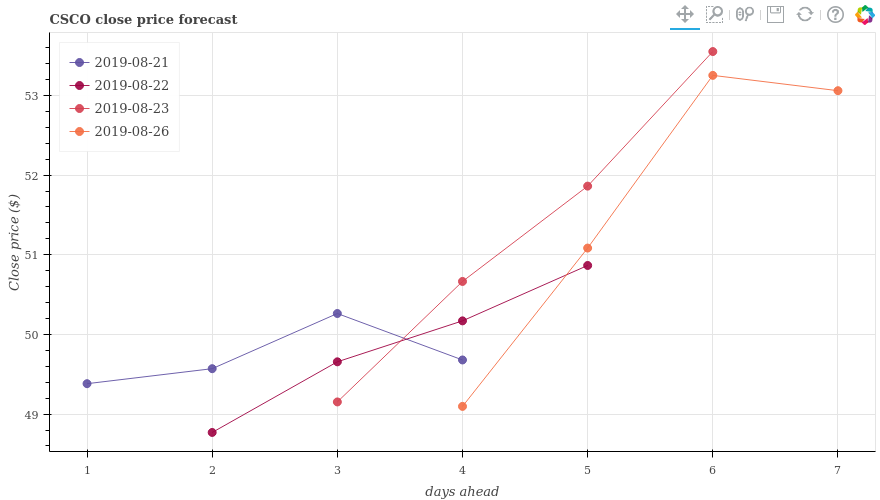 CSCO close price forecast
2019-08-21
2019-08-22
2019-08-23
2019-08-26
Close price ($)
53
52
51
50
49
1 2 3 4 5 6 7
days ahead